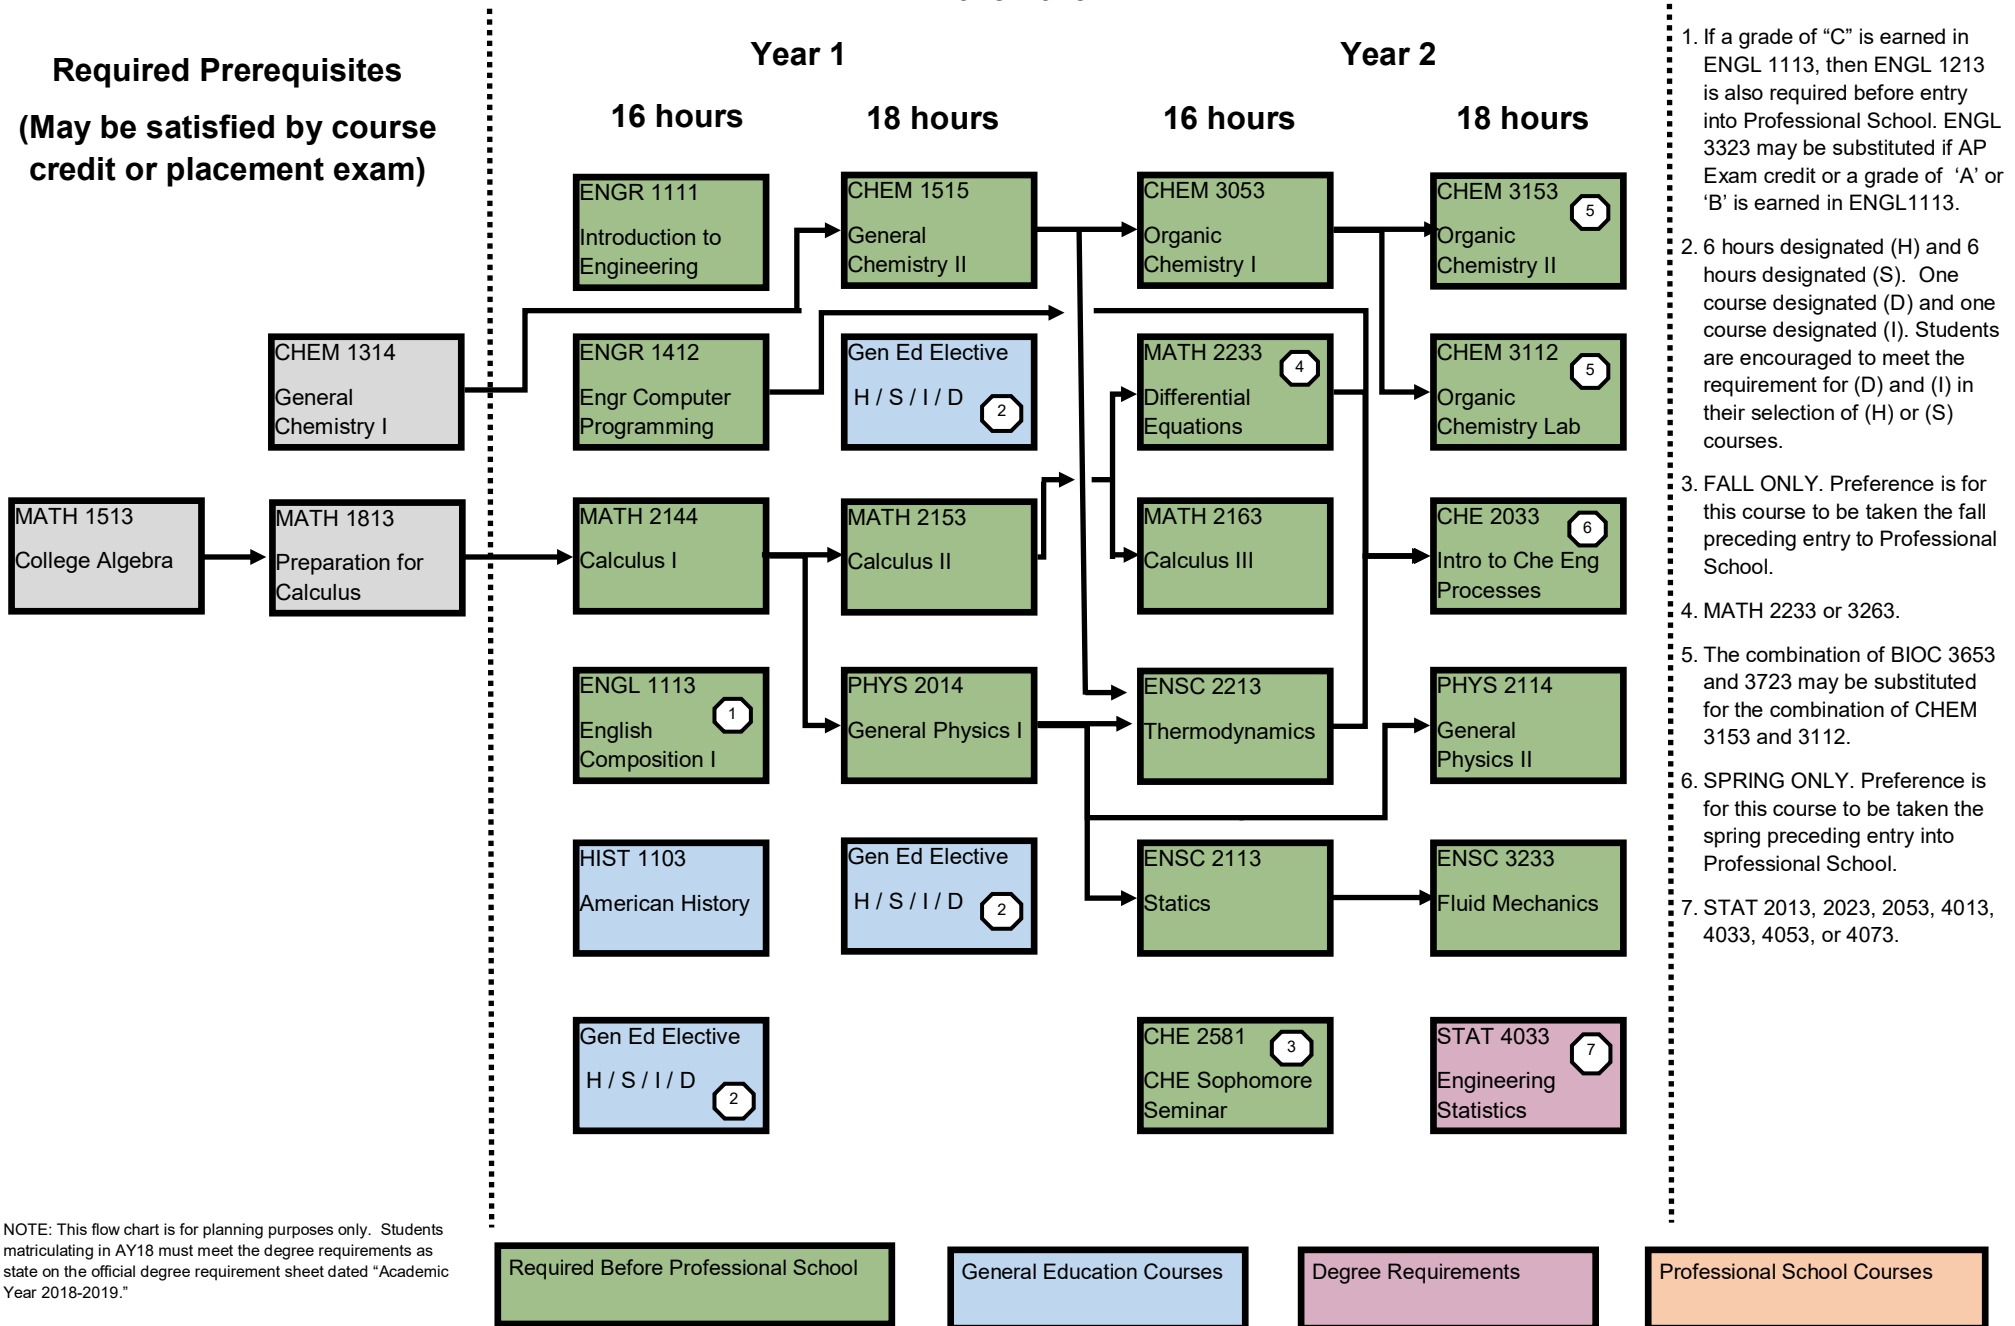 Required Prerequisites
(May be satisfied by course
credit or placement exam)
Year 1
Year 2
16 hours
18 hours
16 hours
18 hours
CHEM 1314
General
Chemistry I
MATH 1513
College Algebra
MATH 1813
Preparation for
Calculus
ENGR 1111
Introduction to
Engineering
ENGR 1412
Engr Computer
Programming
MATH 2144
Calculus I
ENGL 1113
1
English
Composition I
HIST 1103
American History
Gen Ed Elective
H / S / I / D
2
CHEM 1515
General
Chemistry II
Gen Ed Elective
H / S / I / D
2
MATH 2153
Calculus II
PHYS 2014
General Physics I
Gen Ed Elective
H / S / I / D
2
CHEM 3053
Organic
Chemistry I
MATH 2233
4
Differential
Equations
MATH 2163
Calculus III
ENSC 2213
Thermodynamics
ENSC 2113
Statics
CHE 2581
3
CHE Sophomore
Seminar
CHEM 3153
5
Organic
Chemistry II
CHEM 3112
5
Organic
Chemistry Lab
CHE 2033
6
Intro to Che Eng
Processes
PHYS 2114
General
Physics II
ENSC 3233
Fluid Mechanics
STAT 4033
7
Engineering
Statistics
1. If a grade of “C” is earned in
ENGL 1113, then ENGL 1213
is also required before entry
into Professional School. ENGL
3323 may be substituted if AP
Exam credit or a grade of ‘A’ or
‘B’ is earned in ENGL1113.
2. 6 hours designated (H) and 6
hours designated (S). One
course designated (D) and one
course designated (I). Students
are encouraged to meet the
requirement for (D) and (I) in
their selection of (H) or (S)
courses.
3. FALL ONLY. Preference is for
this course to be taken the fall
preceding entry to Professional
School.
4. MATH 2233 or 3263.
5. The combination of BIOC 3653
and 3723 may be substituted
for the combination of CHEM
3153 and 3112.
6. SPRING ONLY. Preference is
for this course to be taken the
spring preceding entry into
Professional School.
7. STAT 2013, 2023, 2053, 4013,
4033, 4053, or 4073.
NOTE: This flow chart is for planning purposes only. Students
matriculating in AY18 must meet the degree requirements as
state on the official degree requirement sheet dated “Academic
Year 2018-2019.”
Required Before Professional School
General Education Courses
Degree Requirements
Professional School Courses